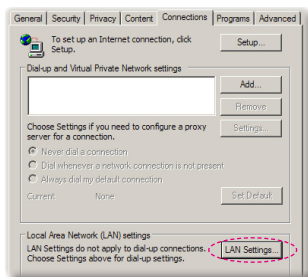 General Security Privacy Content Connections Programs Advanced
To set up an Internet connection, click
Setup.
Setup...
Dial-up and Virtual Private Network settings
Add...
Remove
Choose Settings if you need to configure a proxy
server for a connection.
Settings...
Never dial a connection
Dial whenever a network connection is not present
Always dial my default connection
Current None
Set Default
Local Area Network (LAN) settings
LAN Settings do not apply to dial-up connections.
Choose Settings above for dial-up settings.
LAN Settings...